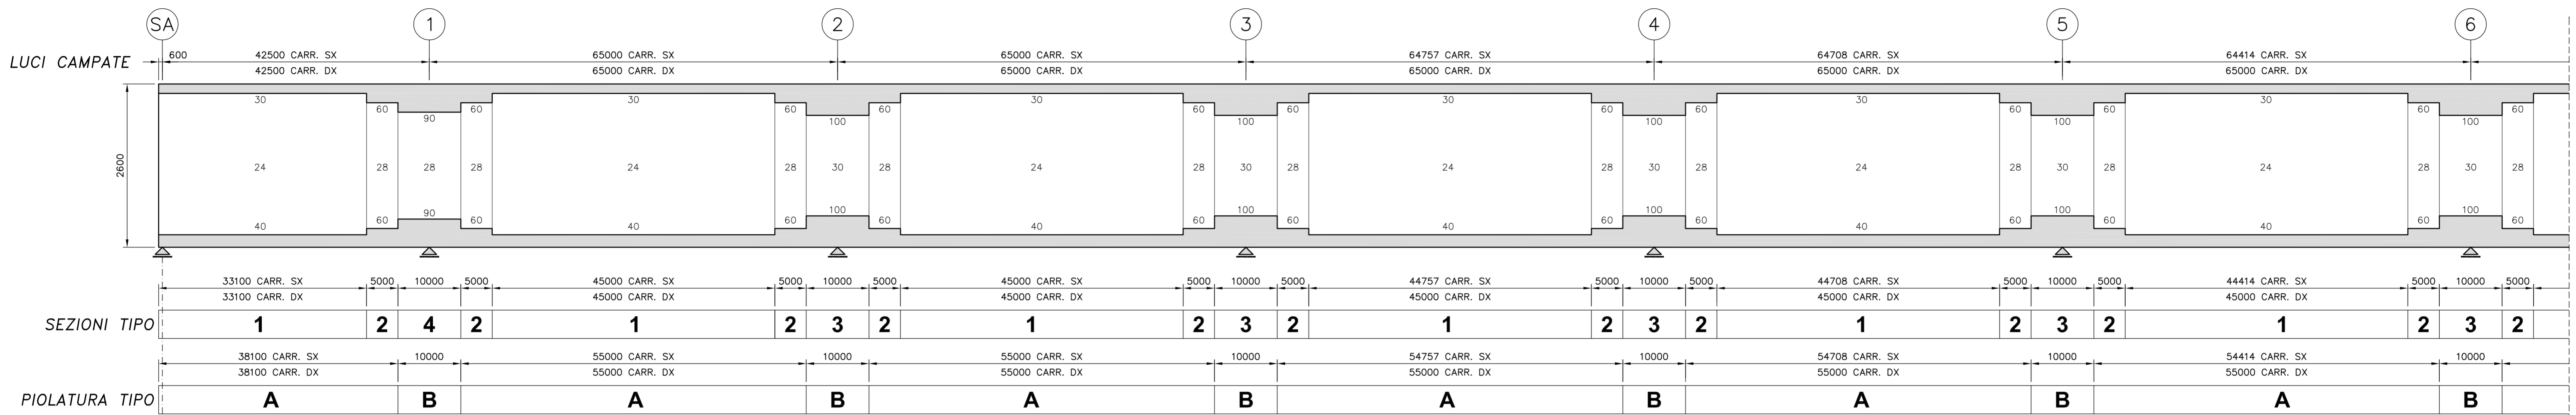 SA 1 2 3 4 5 6
600 42500 CARR. SX 65000 CARR. SX 65000 CARR. SX 64757 CARR. SX 64708 CARR. SX 64414 CARR. SX
LUCI CAMPATE
42500 CARR. DX 65000 CARR. DX 65000 CARR. DX 65000 CARR. DX 65000 CARR. DX 65000 CARR. DX
30 60 90 60 30 60 100 60 30 60 100 60 30 60 100 60 30 60 100 60 30 60 100 60
2600
24 28 28 28 24 28 30 28 24 28 30 28 24 28 30 28 24 28 30 28 24 28 30 28
40 60 90 60 40 60 100 60 40 60 100 60 40 60 100 60 40 60 100 60 40 60 100 60
33100 CARR. SX 5000 10000 5000 45000 CARR. SX 5000 10000 5000 45000 CARR. SX 5000 10000 5000 44757 CARR. SX 5000 10000 5000 44708 CARR. SX 5000 10000 5000 44414 CARR. SX 5000 10000 5000
33100 CARR. DX 45000 CARR. DX 45000 CARR. DX 45000 CARR. DX 45000 CARR. DX 45000 CARR. DX
SEZIONI TIPO 1 2 4 2 1 2 3 2 1 2 3 2 1 2 3 2 1 2 3 2 1 2 3 2
38100 CARR. SX 10000 55000 CARR. SX 10000 55000 CARR. SX 10000 54757 CARR. SX 10000 54708 CARR. SX 10000 54414 CARR. SX 10000
38100 CARR. DX 55000 CARR. DX 55000 CARR. DX 55000 CARR. DX 55000 CARR. DX 55000 CARR. DX
PIOLATURA TIPO A B A B A B A B A B A B